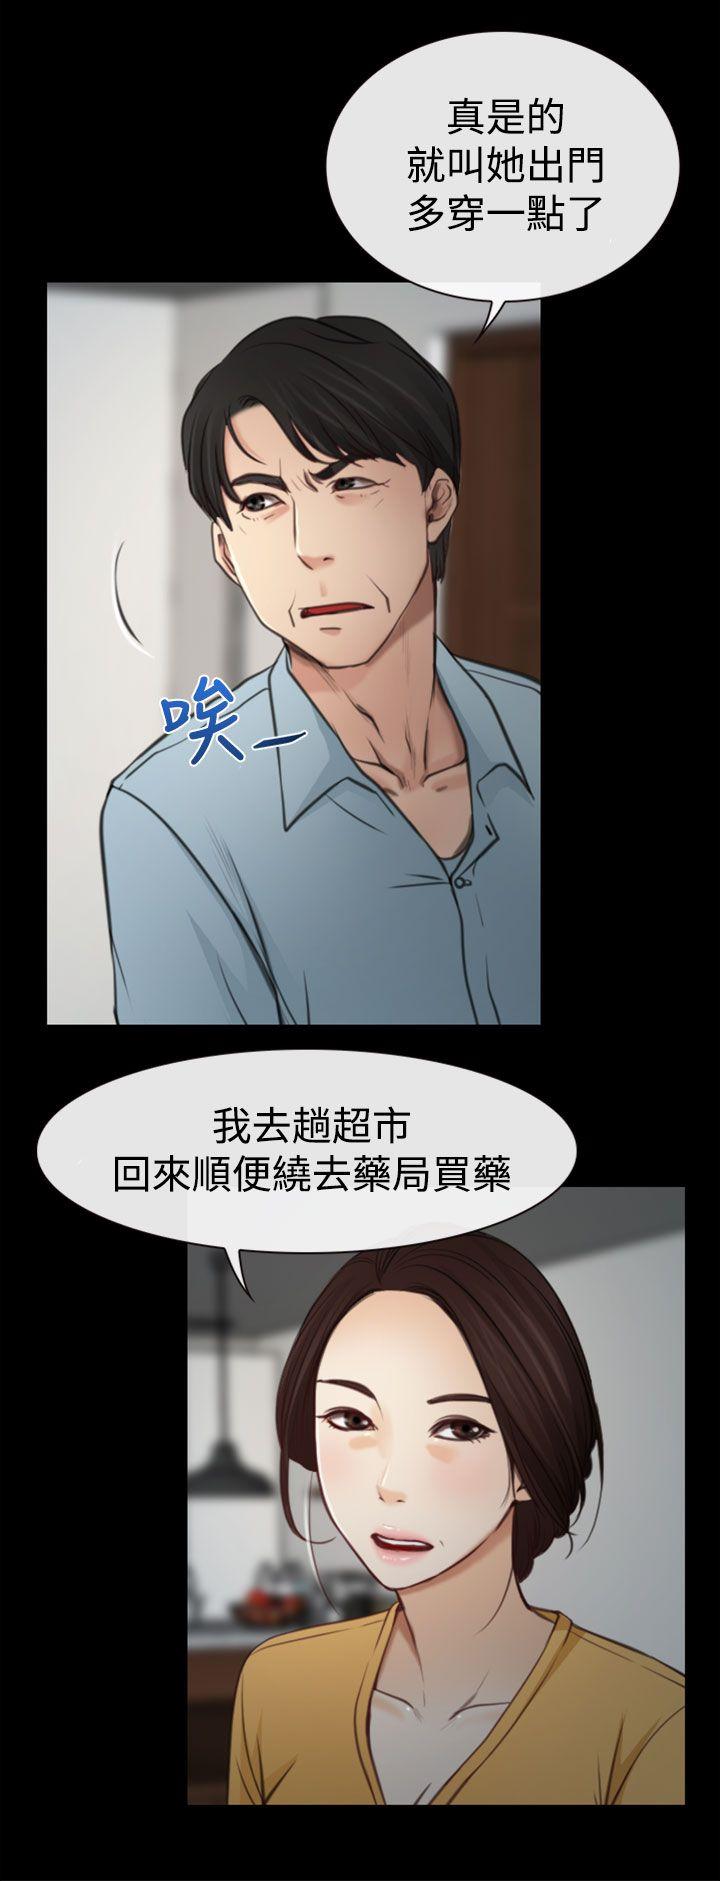 真是的
就叫她出門
多穿一點了
唉—
我去趟超市
回來順便繞去藥局買藥